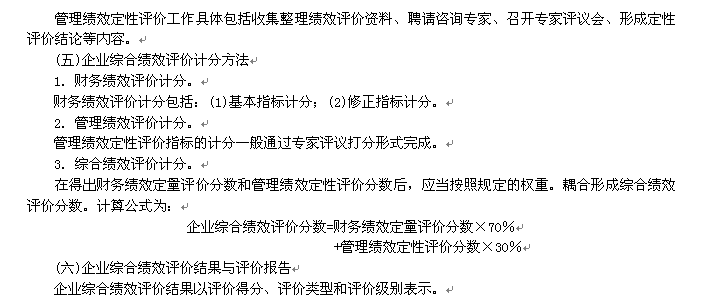 管理绩效定性评价工作具体包括收集整理绩效评价资料、聘请咨询专家、召开专家评议会、形成定性
评价结论等内容。
(五)企业综合绩效评价计分方法
1. 财务绩效评价计分。
财务绩效评价计分包括：(1)基本指标计分；(2)修正指标计分。
2. 管理绩效评价计分。
管理绩效定性评价指标的计分一般通过专家评议打分形式完成。
3. 综合绩效评价计分。
在得出财务绩效定量评价分数和管理绩效定性评价分数后，应当按照规定的权重。耦合形成综合绩效
评价分数。计算公式为：
企业综合绩效评价分数=财务绩效定量评价分数×70%
+管理绩效定性评价分数×30%
(六)企业综合绩效评价结果与评价报告
企业综合绩效评价结果以评价得分、评价类型和评价级别表示。